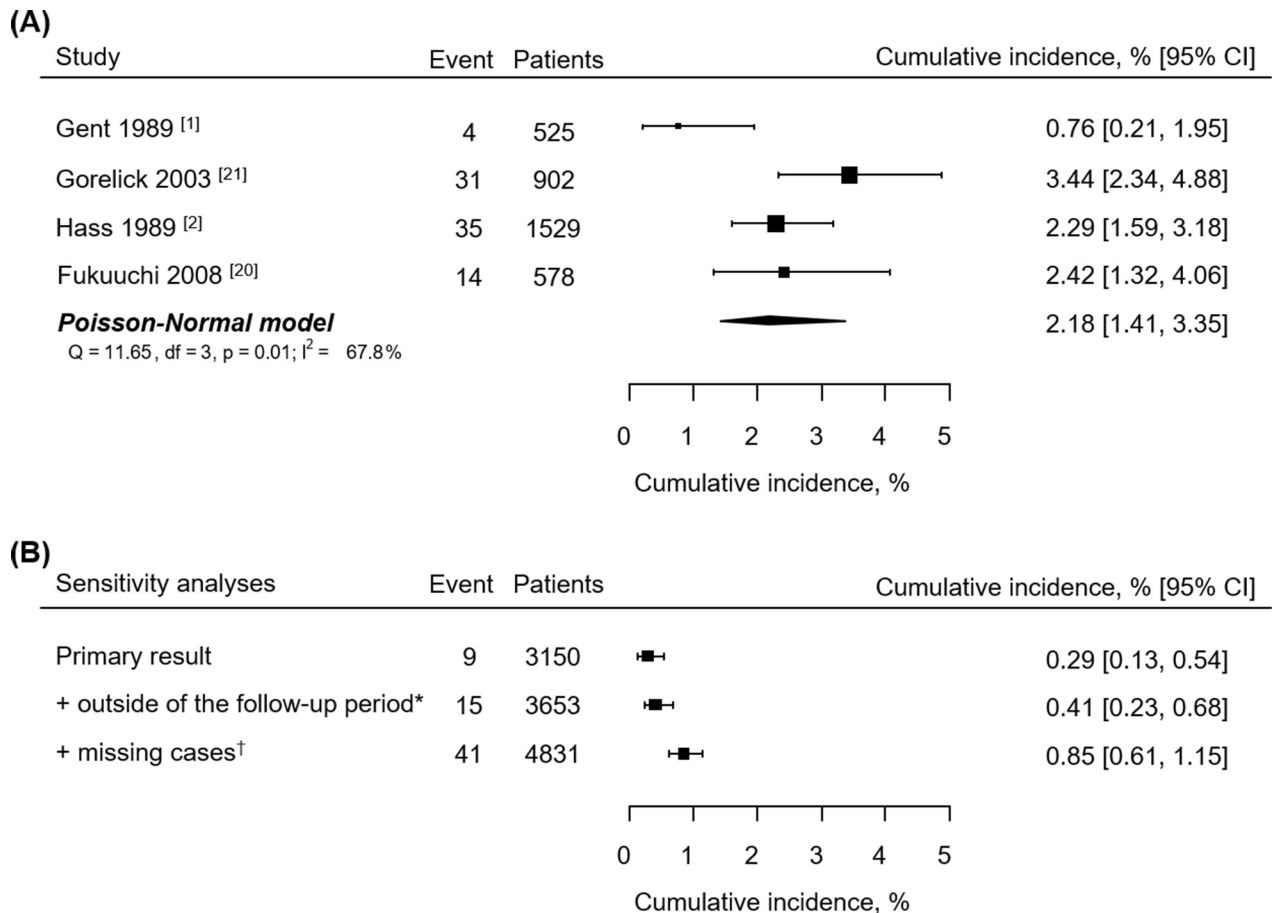 (A)
Study Event Patients Cumulative incidence, % [95% CI]
Gent 1989 [1] 4 525 0.76 [0.21, 1.95]
Gorelick 2003 [21] 31 902 3.44 [2.34, 4.88]
Hass 1989 [2] 35 1529 2.29 [1.59, 3.18]
Fukuuchi 2008 [20] 14 578 2.42 [1.32, 4.06]
Poisson-Normal model 2.18 [1.41, 3.35]
Q = 11.65, df = 3, p = 0.01; I² = 67.8%
0 1 2 3 4 5
Cumulative incidence, %
(B)
Sensitivity analyses Event Patients Cumulative incidence, % [95% CI]
Primary result 9 3150 0.29 [0.13, 0.54]
+ outside of the follow-up period* 15 3653 0.41 [0.23, 0.68]
+ missing cases† 41 4831 0.85 [0.61, 1.15]
0 1 2 3 4 5
Cumulative incidence, %